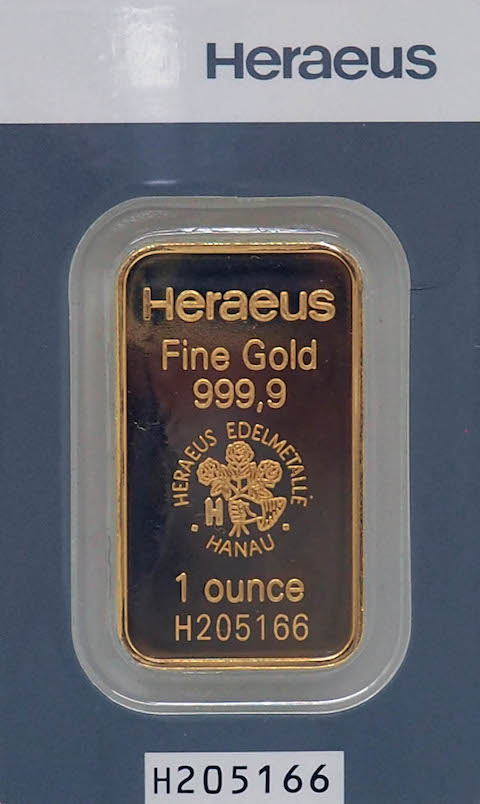 Heraeus
Heraeus
Fine Gold
999,9
HERAEUS EDELMETALLE
H
HANAU
1 ounce
H205166
H205166